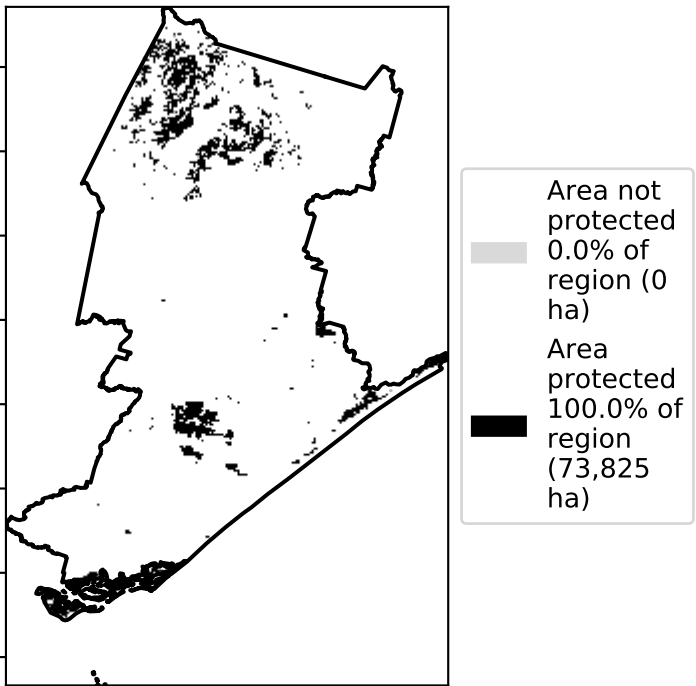 Area not
protected
0.0% of
region (0
ha)
Area
protected
100.0% of
region
(73,825
ha)